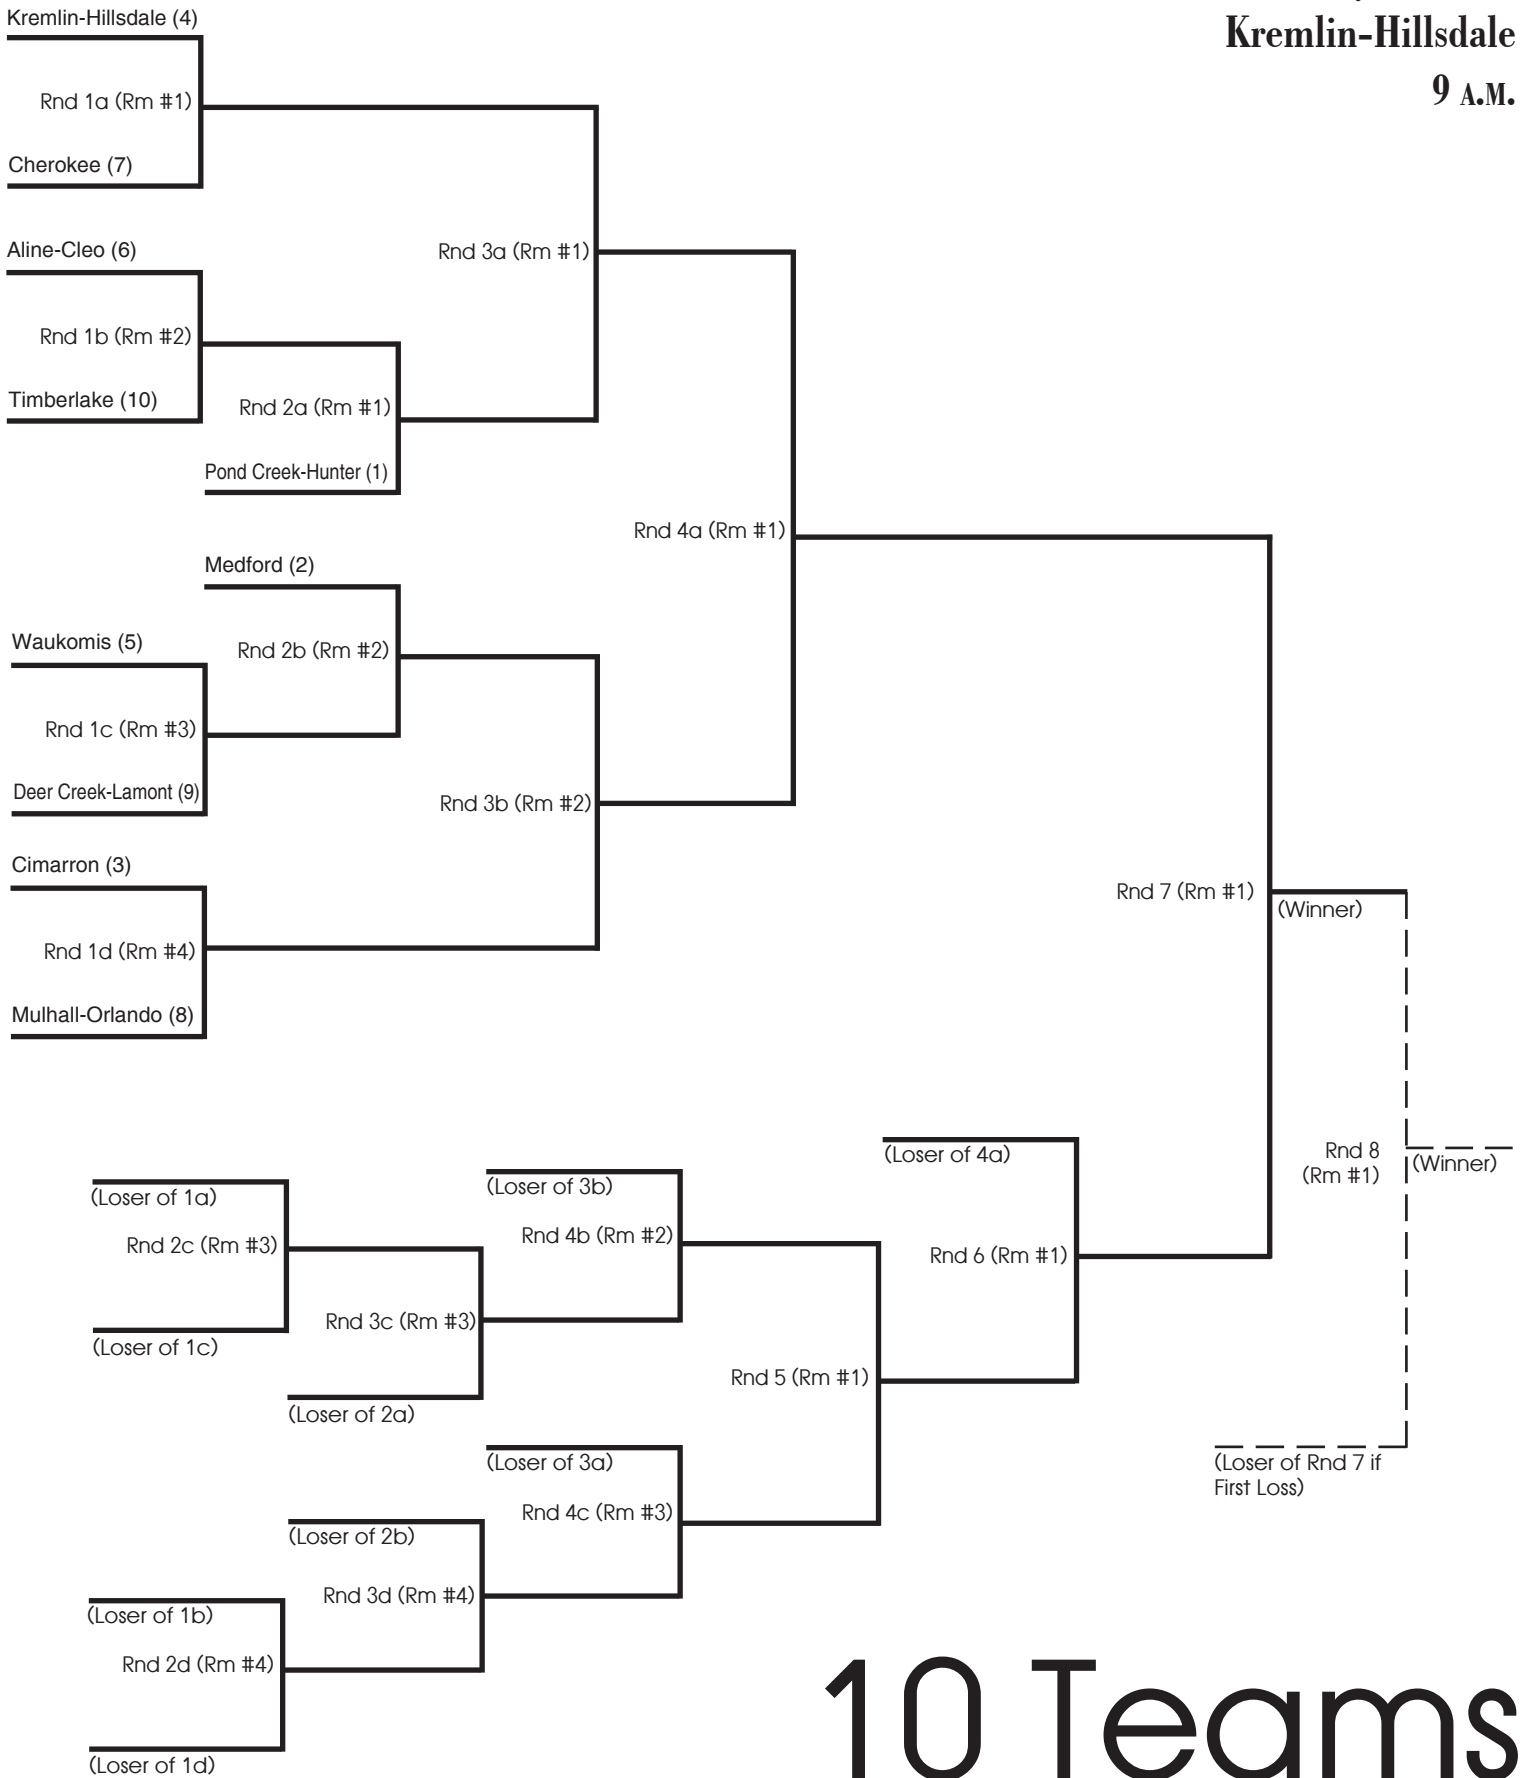 Kremlin-Hillsdale (4)
Kremlin-Hillsdale
9 A.M.
Rnd 1a (Rm #1)
Cherokee (7)
Aline-Cleo (6)
Rnd 3a (Rm #1)
Rnd 1b (Rm #2)
Timberlake (10)
Rnd 2a (Rm #1)
Pond Creek-Hunter (1)
Rnd 4a (Rm #1)
Medford (2)
Waukomis (5)
Rnd 2b (Rm #2)
Rnd 1c (Rm #3)
Deer Creek-Lamont (9)
Rnd 3b (Rm #2)
Cimarron (3)
Rnd 7 (Rm #1)
(Winner)
Rnd 1d (Rm #4)
Mulhall-Orlando (8)
(Loser of 4a)
Rnd 8
(Rm #1)
(Winner)
(Loser of 1a)
(Loser of 3b)
Rnd 2c (Rm #3)
Rnd 4b (Rm #2)
Rnd 6 (Rm #1)
Rnd 3c (Rm #3)
(Loser of 1c)
Rnd 5 (Rm #1)
(Loser of 2a)
(Loser of 3a)
(Loser of Rnd 7 if
First Loss)
Rnd 4c (Rm #3)
(Loser of 2b)
Rnd 3d (Rm #4)
(Loser of 1b)
Rnd 2d (Rm #4)
(Loser of 1d)
10 Teams